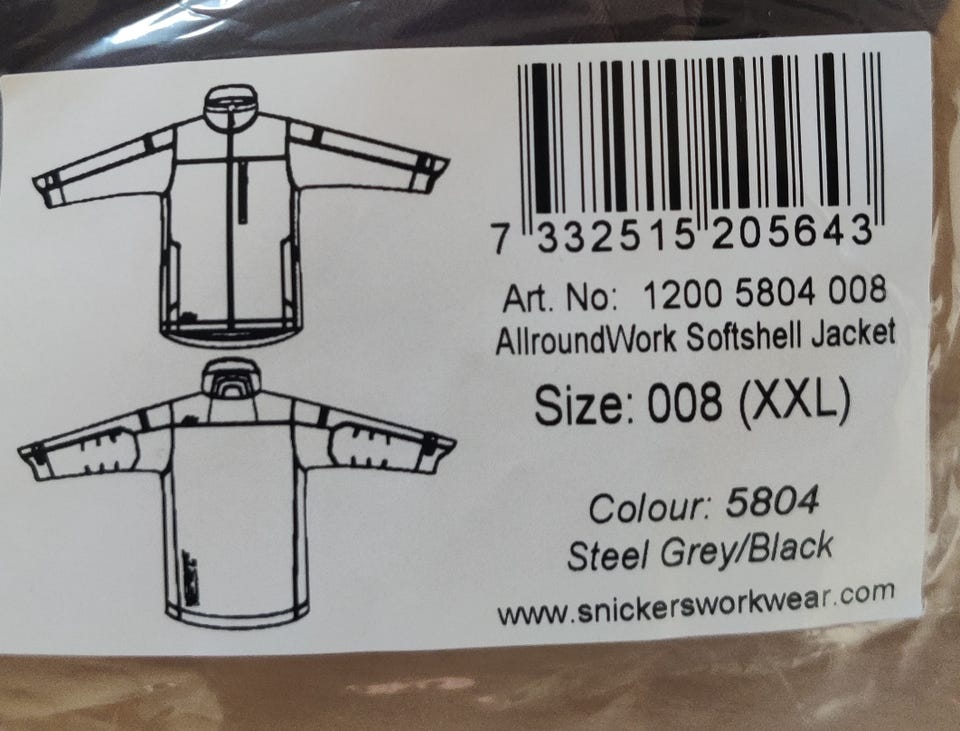 7 332515 205643
Art. No: 1200 5804 008
AllroundWork Softshell Jacket
Size: 008 (XXL)
Colour: 5804
Steel Grey/Black
www.snickersworkwear.com